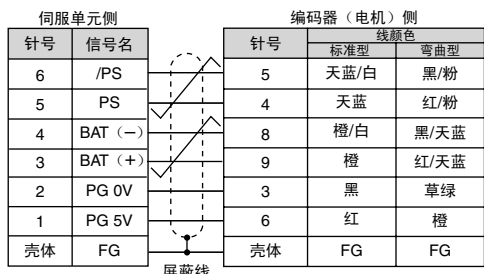 伺服单元侧 编码器（电机）侧
针号 信号名 针号 线颜色
标准型 弯曲型
6 /PS 5 天蓝/白 黑/粉
5 PS 4 天蓝 红/粉
4 BAT（−） 8 橙/白 黑/天蓝
3 BAT（+） 9 橙 红/天蓝
2 PG 0V 3 黑 草绿
1 PG 5V 6 红 橙
壳体 FG 壳体 FG FG
屏蔽线